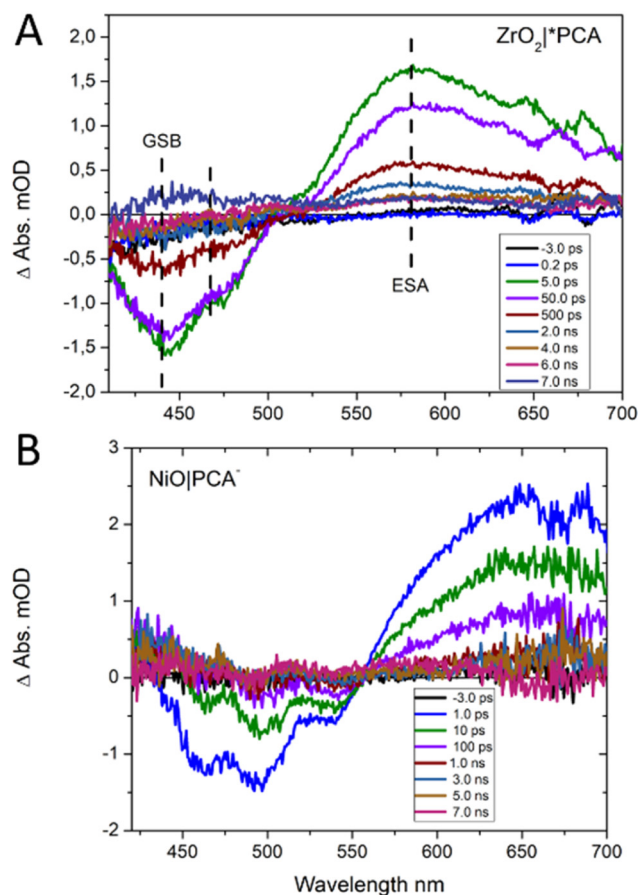 A
ZrO₂|*PCA
2,0
1,5
1,0
0,5
0,0
-0,5
-1,0
-1,5
-2,0
Δ Abs. mOD
GSB
ESA
-3.0 ps
0.2 ps
5.0 ps
50.0 ps
500 ps
2.0 ns
4.0 ns
6.0 ns
7.0 ns
450 500 550 600 650 700
B
NiO|PCA⁻
3
2
1
0
-1
-2
Δ Abs. mOD
-3.0 ps
1.0 ps
10 ps
100 ps
1.0 ns
3.0 ns
5.0 ns
7.0 ns
450 500 550 600 650 700
Wavelength nm